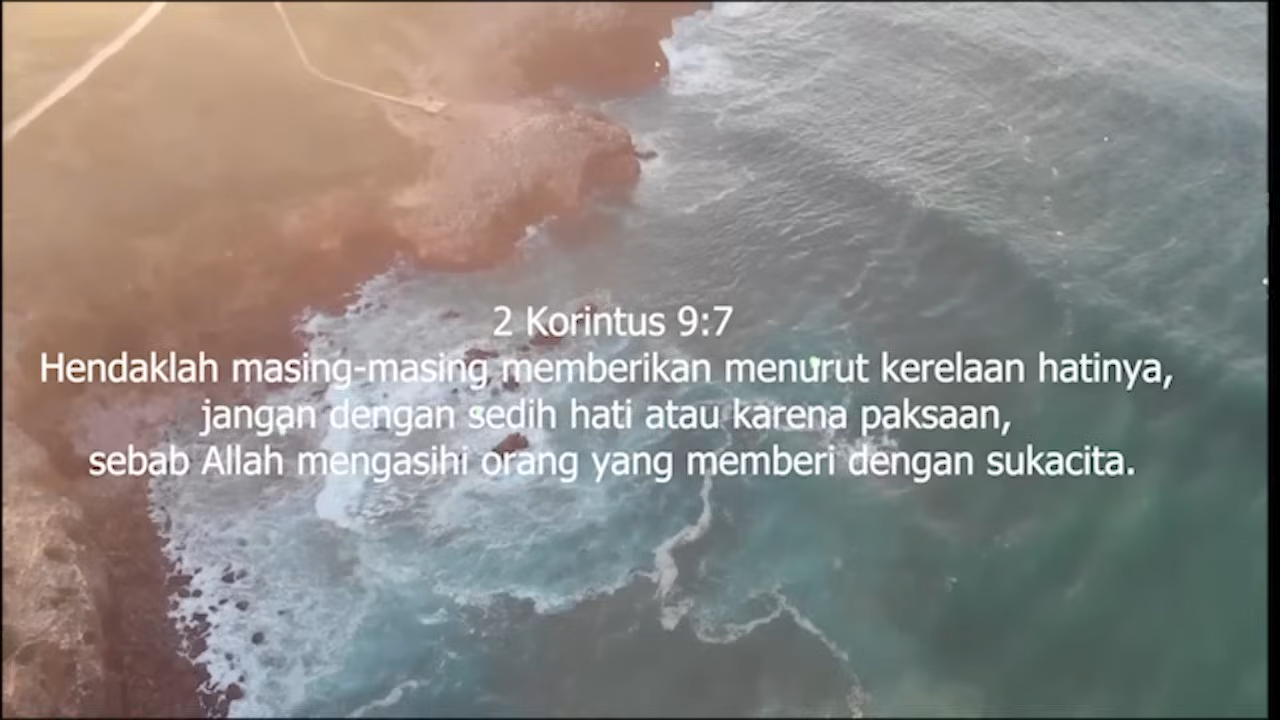 2 Korintus 9:7
Hendaklah masing-masing memberikan menurut kerelaan hatinya,
jangan dengan sedih hati atau karena paksaan,
sebab Allah mengasihi orang yang memberi dengan sukacita.